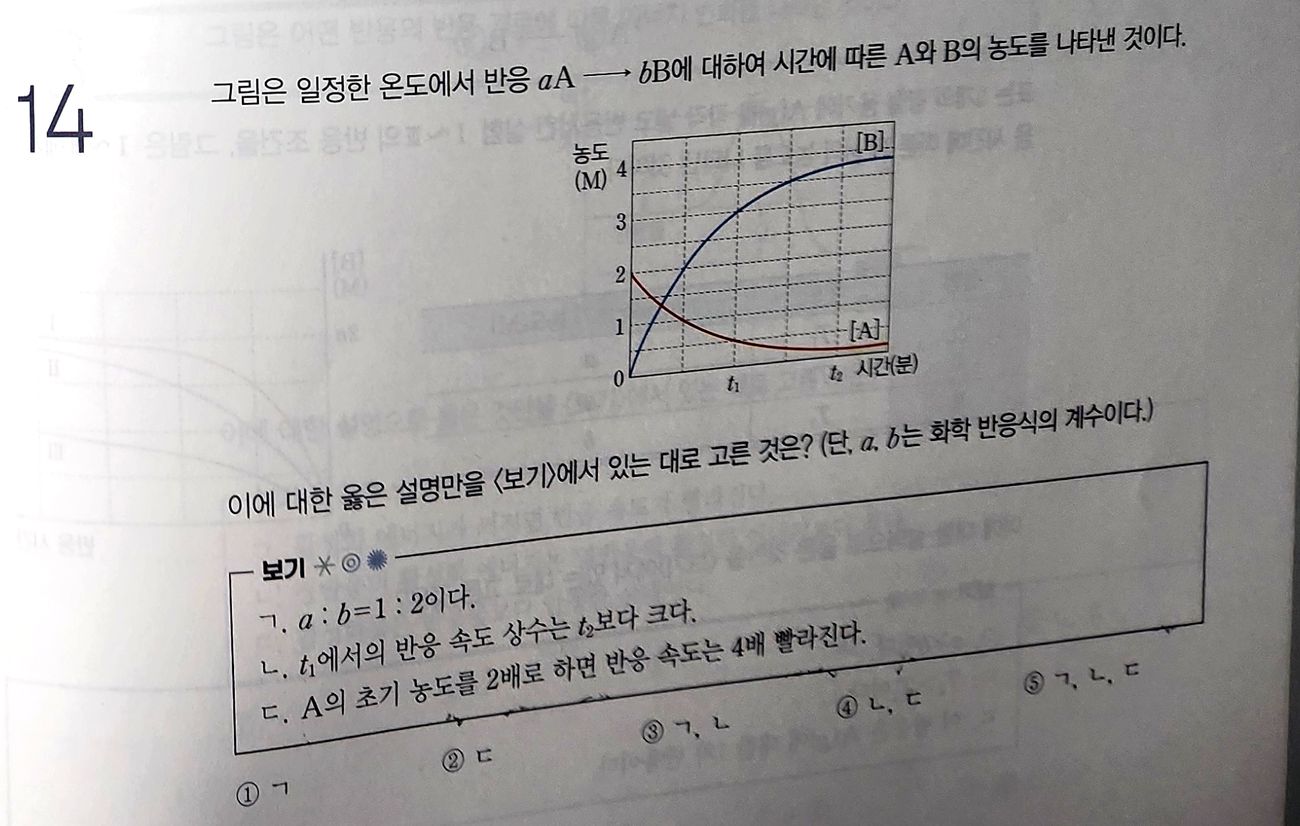 14
그림은 일정한 온도에서 반응 aA ⟶ bB에 대하여 시간에 따른 A와 B의 농도를 나타낸 것이다.
농도
(M)
4
3
2
1
0
[B]
[A]
t₁
t₂
시간(분)
이에 대한 옳은 설명만을 〈보기〉에서 있는 대로 고른 것은? (단, a, b는 화학 반응식의 계수이다.)
보기
ㄱ. a : b=1 : 2이다.
ㄴ. t₁에서의 반응 속도 상수는 t₂보다 크다.
ㄷ. A의 초기 농도를 2배로 하면 반응 속도는 4배 빨라진다.
① ㄱ
② ㄷ
③ ㄱ, ㄴ
④ ㄴ, ㄷ
⑤ ㄱ, ㄴ, ㄷ